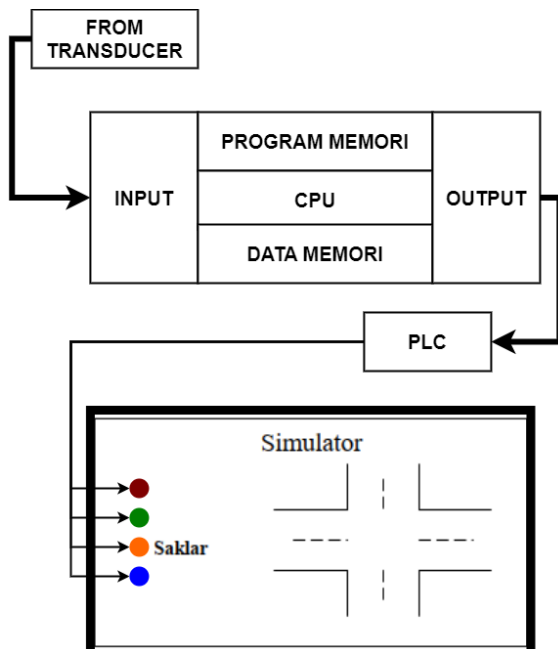 FROM
TRANSDUCER
INPUT
PROGRAM MEMORI
CPU
DATA MEMORI
OUTPUT
PLC
Simulator
Saklar